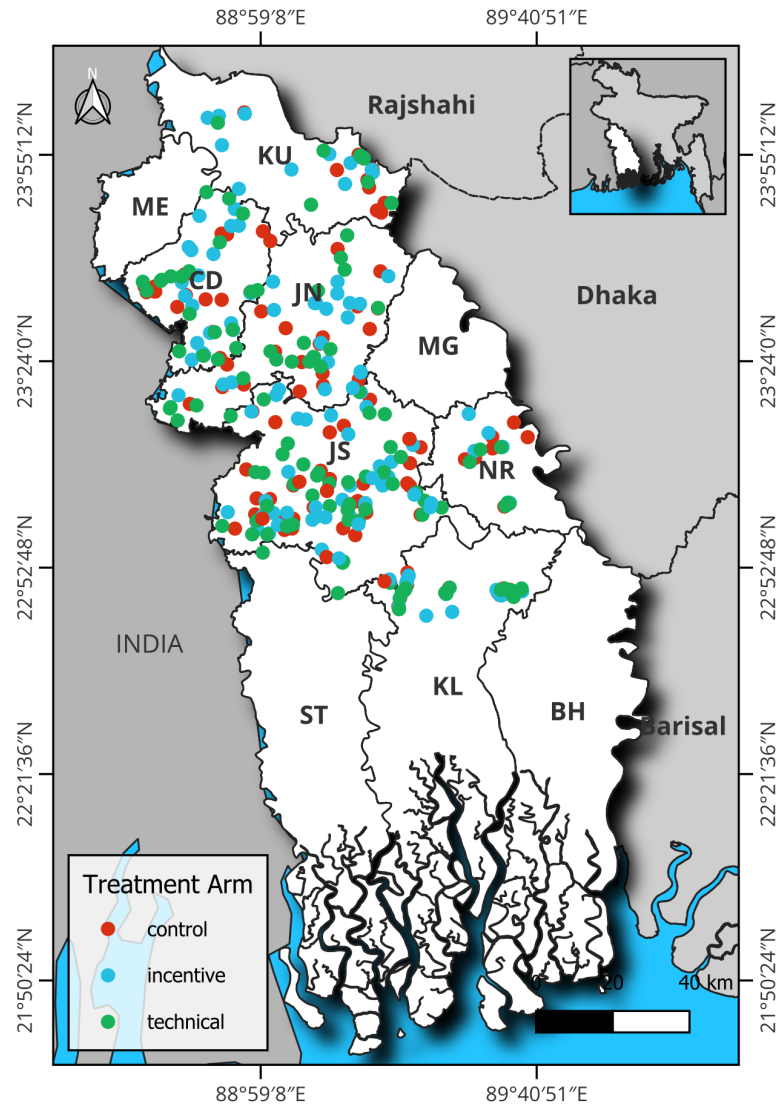 88°59′8″E
89°40′51″E
N
Rajshahi
23°55′12″N
23°55′12″N
KU
ME
CD
JN
Dhaka
MG
23°24′0″N
23°24′0″N
JS
NR
22°52′48″N
22°52′48″N
INDIA
ST
KL
BH
Barisal
22°21′36″N
22°21′36″N
Treatment Arm
control
incentive
technical
21°50′24″N
21°50′24″N
0 20 40 km
88°59′8″E
89°40′51″E